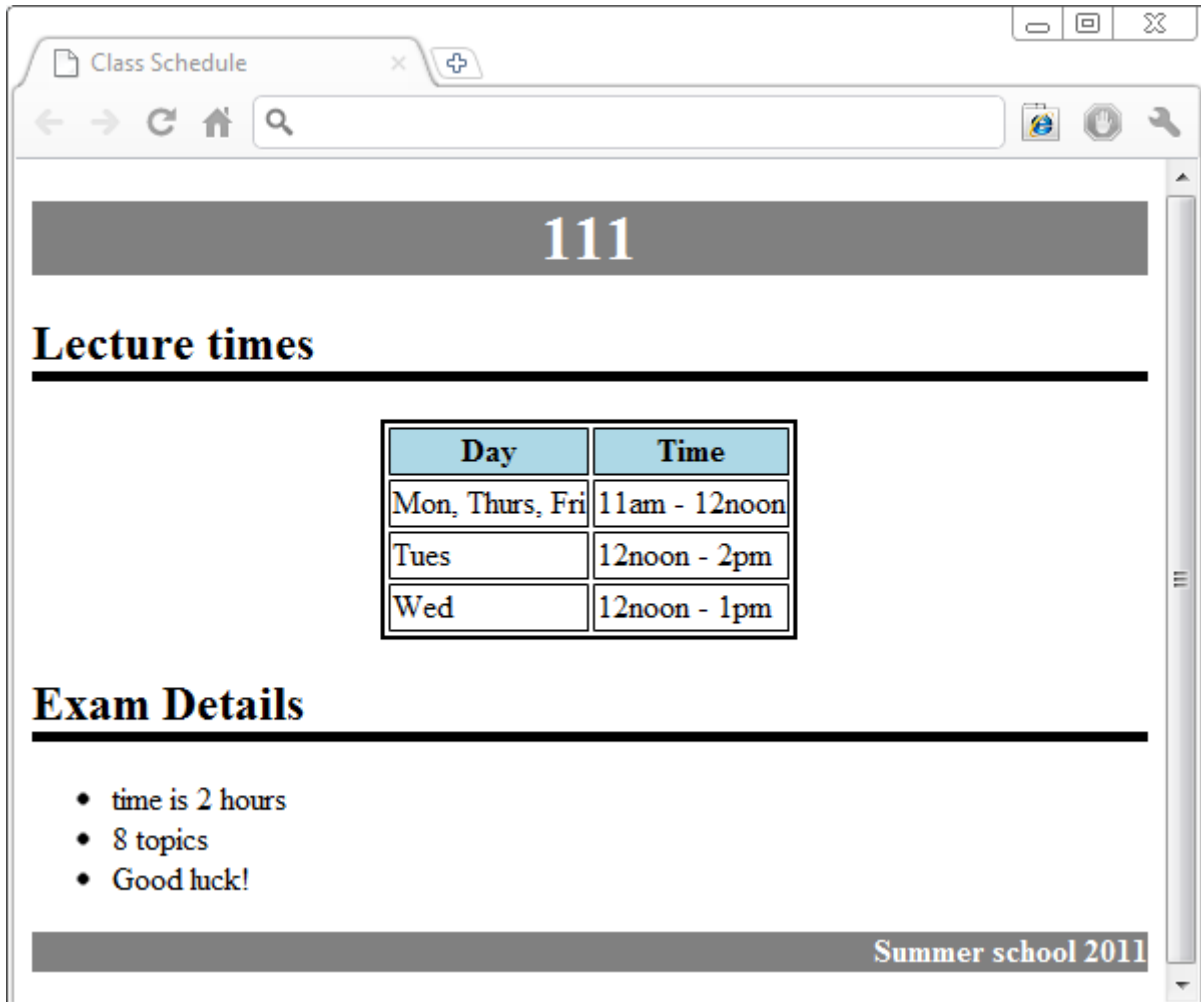 Class Schedule
111
Lecture times
Day Time
Mon, Thurs, Fri 11am - 12noon
Tues 12noon - 2pm
Wed 12noon - 1pm
Exam Details
time is 2 hours
8 topics
Good luck!
Summer school 2011